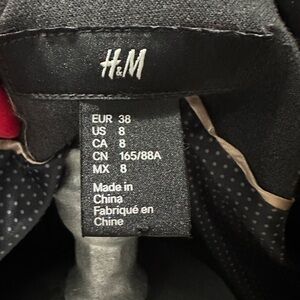 H&M
EUR 38
US 8
CA 8
CN 165/88A
MX 8
Made in
China
Fabriqué en
Chine